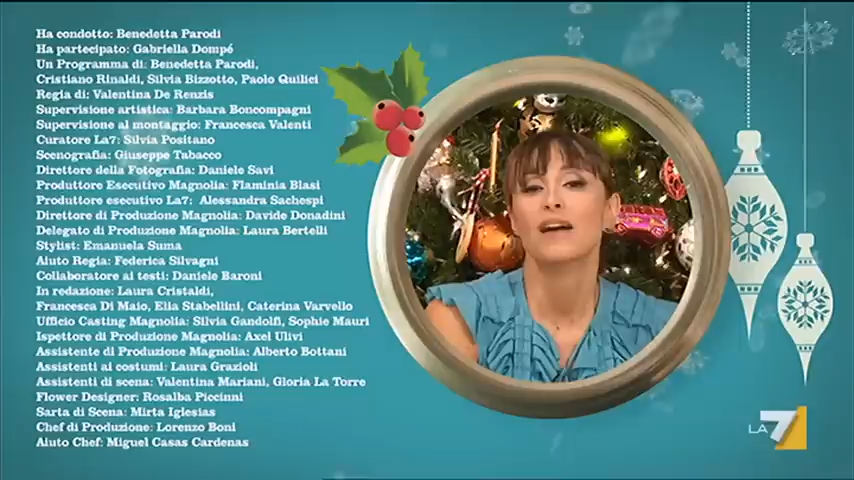 Ha condotto: Benedetta Parodi
Ha partecipato: Gabriella Dompé
Un Programma di: Benedetta Parodi,
Cristiano Rinaldi, Silvia Bizzotto, Paolo Quilici
Regia di: Valentina De Renzis
Supervisione artistica: Barbara Boncompagni
Supervisione al montaggio: Francesca Valenti
Curatore La7: Silvia Positano
Scenografia: Giuseppe Tabacco
Direttore della Fotografia: Daniele Savi
Produttore Esecutivo Magnolia: Flaminia Blasi
Produttore esecutivo La7: Alessandra Sachespi
Direttore di Produzione Magnolia: Davide Donadini
Delegato di Produzione Magnolia: Laura Bertelli
Stylist: Emanuela Suma
Aiuto Regia: Federica Silvagni
Collaboratore ai testi: Daniele Baroni
In redazione: Laura Cristaldi,
Francesca Di Maio, Elia Stabellini, Caterina Varvello
Ufficio Casting Magnolia: Silvia Gandolfi, Sophie Mauri
Ispettore di Produzione Magnolia: Axel Ulivi
Assistente di Produzione Magnolia: Alberto Bottani
Assistenti ai costumi: Laura Grazioli
Assistenti di scena: Valentina Mariani, Gloria La Torre
Flower Designer: Rosalba Piccinni
Sarta di Scena: Mirta Iglesias
Chef di Produzione: Lorenzo Boni
Aiuto Chef: Miguel Casas Cardenas
LA7